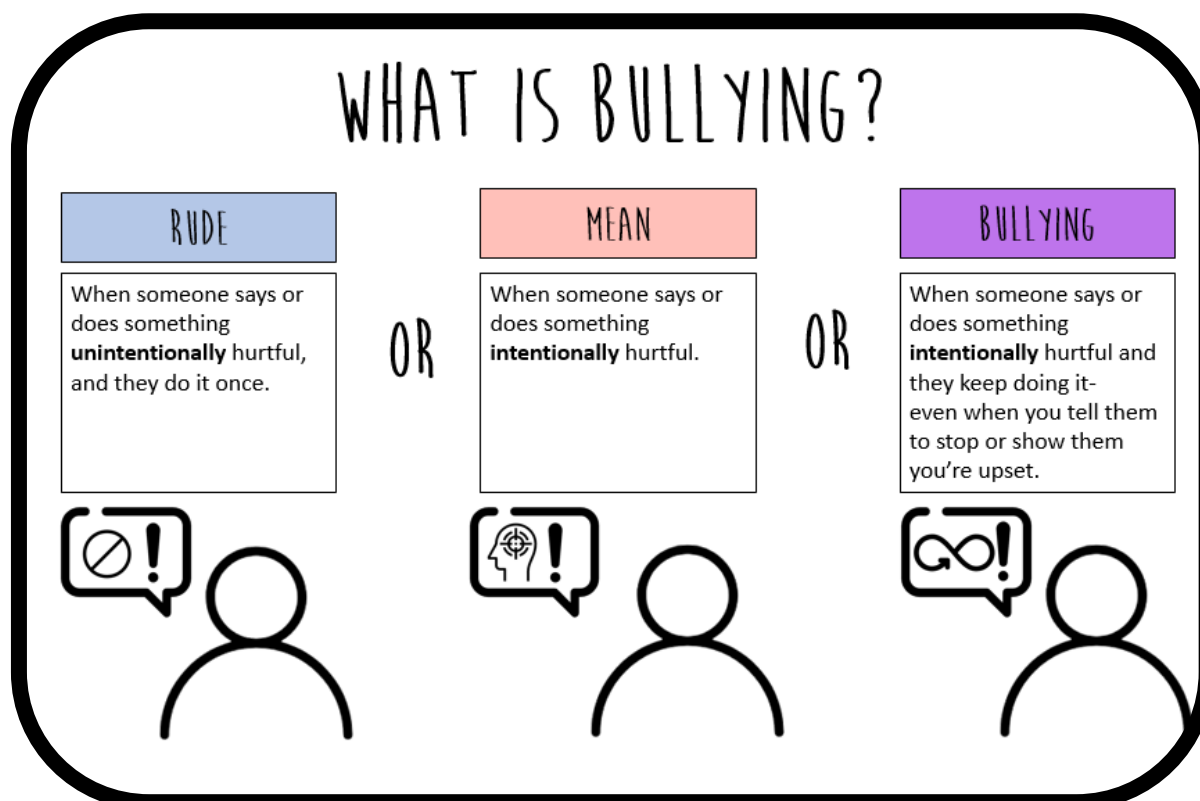 WHAT IS BULLYING?
RUDE
When someone says or
does something
unintentionally hurtful,
and they do it once.
OR
MEAN
When someone says or
does something
intentionally hurtful.
OR
BULLYING
When someone says or
does something
intentionally hurtful and
they keep doing it-
even when you tell them
to stop or show them
you're upset.
!
!
!